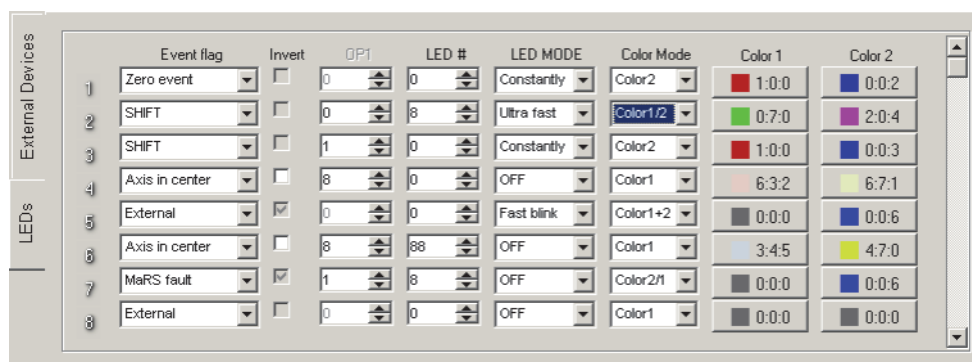 External Devices
LEDs
Event flag Invert OP1 LED # LED MODE Color Mode Color 1 Color 2
1 Zero event 0 0 Constantly Color2 1:0:0 0:0:2
2 SHIFT 0 8 Ultra fast Color1/2 0:7:0 2:0:4
3 SHIFT 1 0 Constantly Color2 1:0:0 0:0:3
4 Axis in center 8 0 OFF Color1 6:3:2 6:7:1
5 External 0 0 Fast blink Color1+2 0:0:0 0:0:6
6 Axis in center 8 88 OFF Color1 3:4:5 4:7:0
7 MaRS fault 1 8 OFF Color2/1 0:0:0 0:0:6
8 External 0 0 OFF Color1 0:0:0 0:0:0